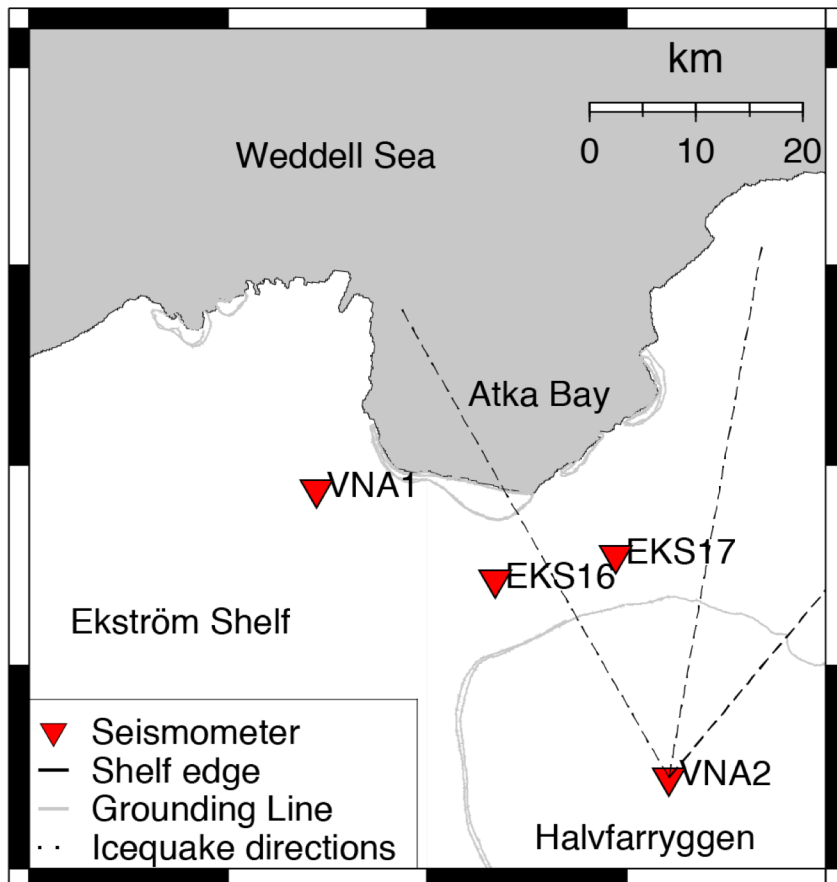 km
0 10 20
Weddell Sea
Atka Bay
VNA1
EKS17
EKS16
Ekström Shelf
Seismometer
Shelf edge
Grounding Line
Icequake directions
VNA2
Halvfarryggen